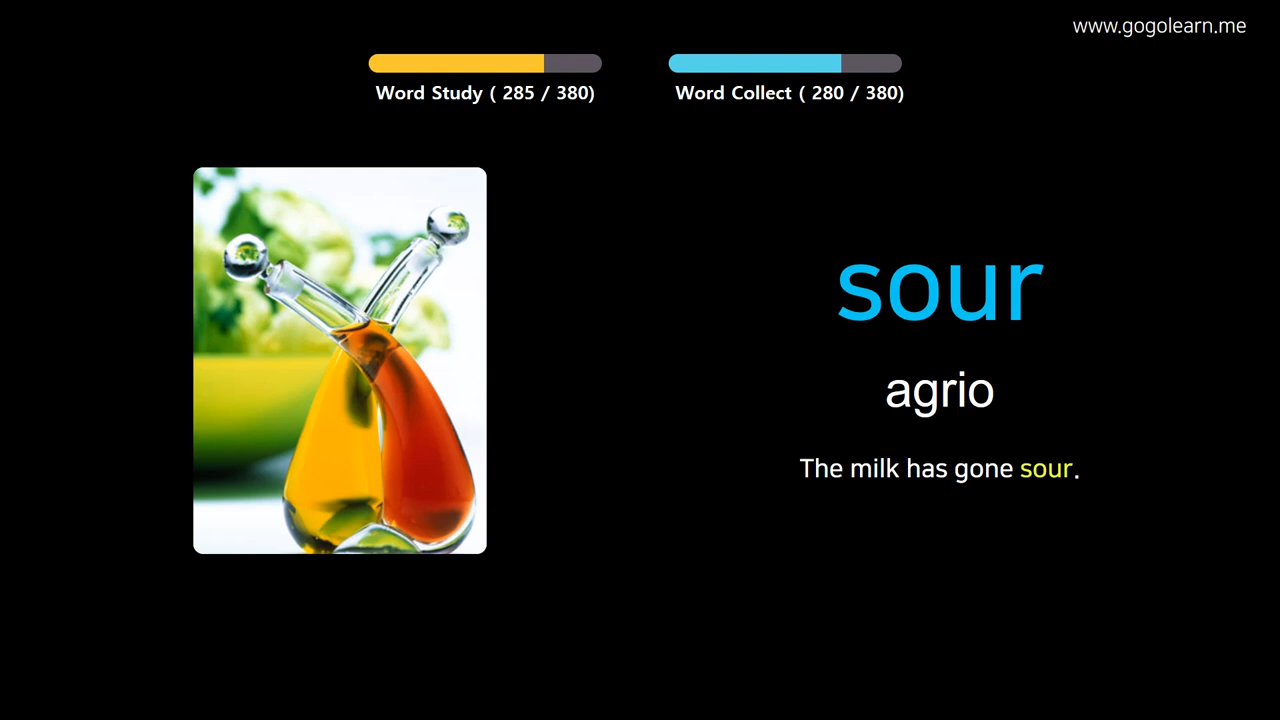 www.gogolearn.me
Word Study ( 285 / 380)
Word Collect ( 280 / 380)
sour
agrio
The milk has gone sour.